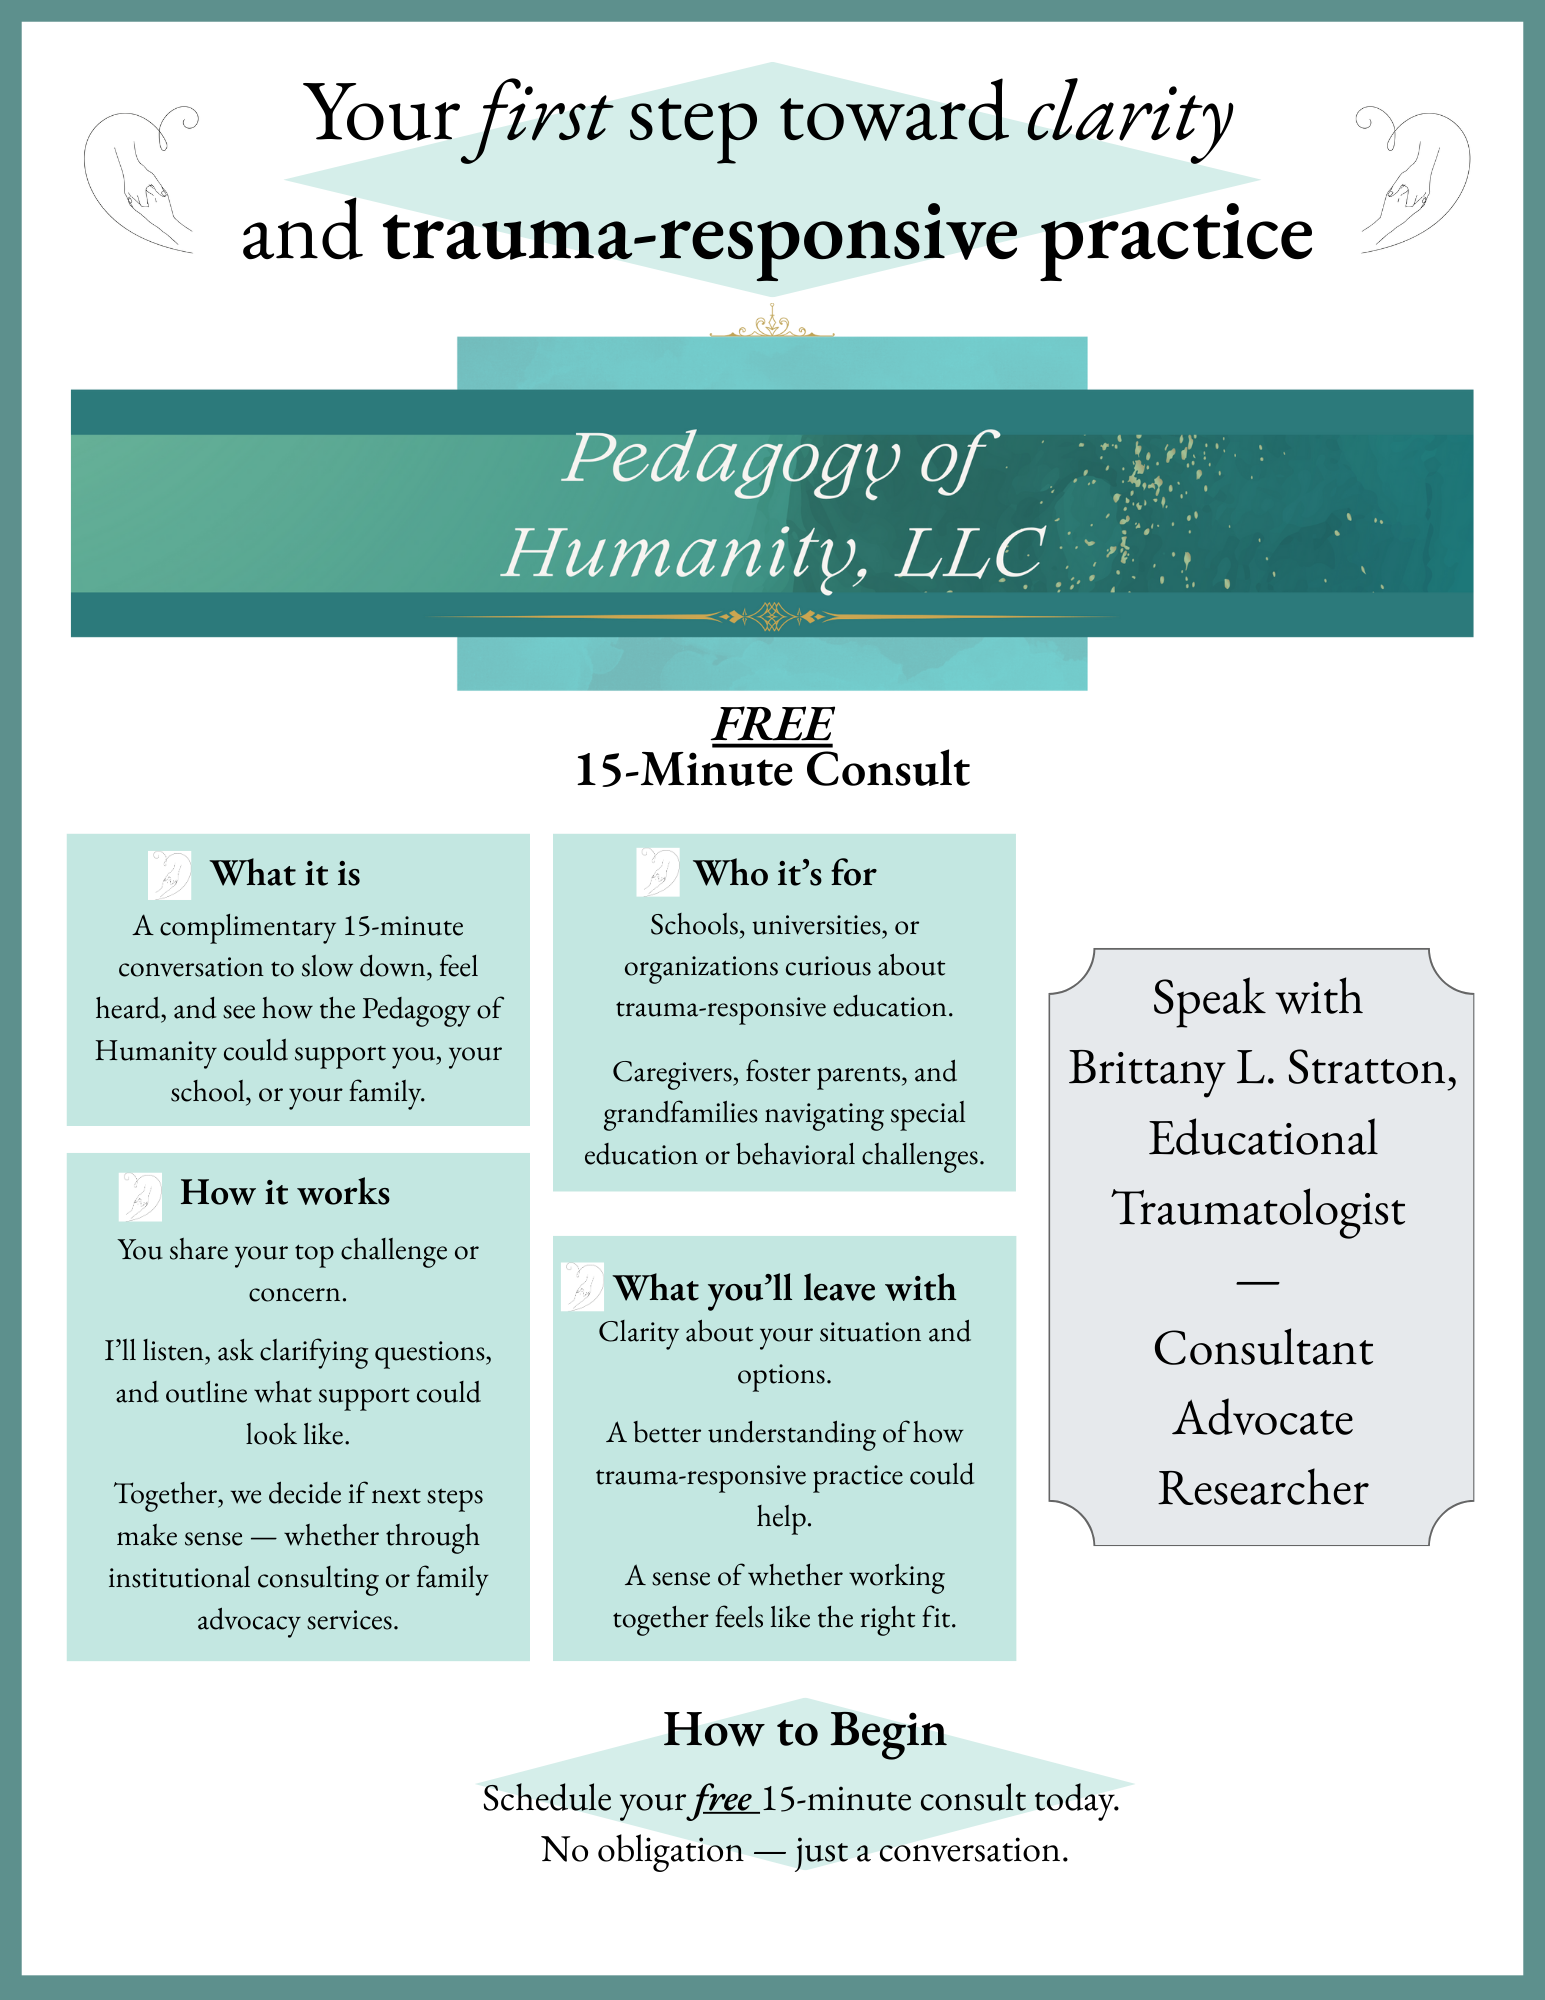 Your first step toward clarity
and trauma-responsive practice
Pedagogy of
Humanity, LLC
FREE
15-Minute Consult
What it is
A complimentary 15-minute
conversation to slow down, feel
heard, and see how the Pedagogy of
Humanity could support you, your
school, or your family.
How it works
You share your top challenge or
concern.
I’ll listen, ask clarifying questions,
and outline what support could
look like.
Together, we decide if next steps
make sense — whether through
institutional consulting or family
advocacy services.
Who it’s for
Schools, universities, or
organizations curious about
trauma-responsive education.
Caregivers, foster parents, and
grandfamilies navigating special
education or behavioral challenges.
What you’ll leave with
Clarity about your situation and
options.
A better understanding of how
trauma-responsive practice could
help.
A sense of whether working
together feels like the right fit.
Speak with
Brittany L. Stratton,
Educational
Traumatologist
—
Consultant
Advocate
Researcher
How to Begin
Schedule your free 15-minute consult today.
No obligation — just a conversation.